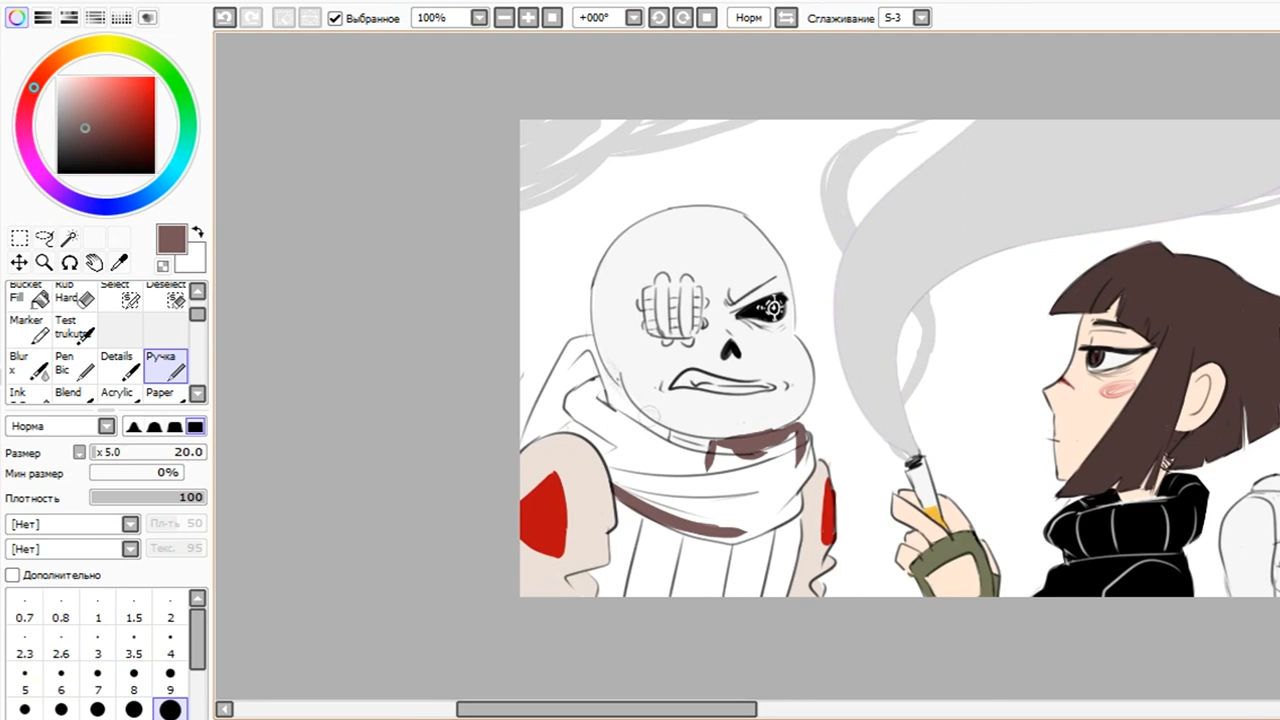 Выбранное 100% +000° Норм Сглаживание S-3
Bucket Rub Select Deselect
Fill Hard
Marker Test
trukute
Blur Pen Details Ручка
x Bic
Ink Blend Acrylic Paper
Норма
Размер x 5.0 20.0
Мин размер 0%
Плотность 100
[Нет] Пл-ть 50
[Нет] Текс. 95
Дополнительно
0.7 0.8 1 1.5 2
2.3 2.6 3 3.5 4
5 6 7 8 9